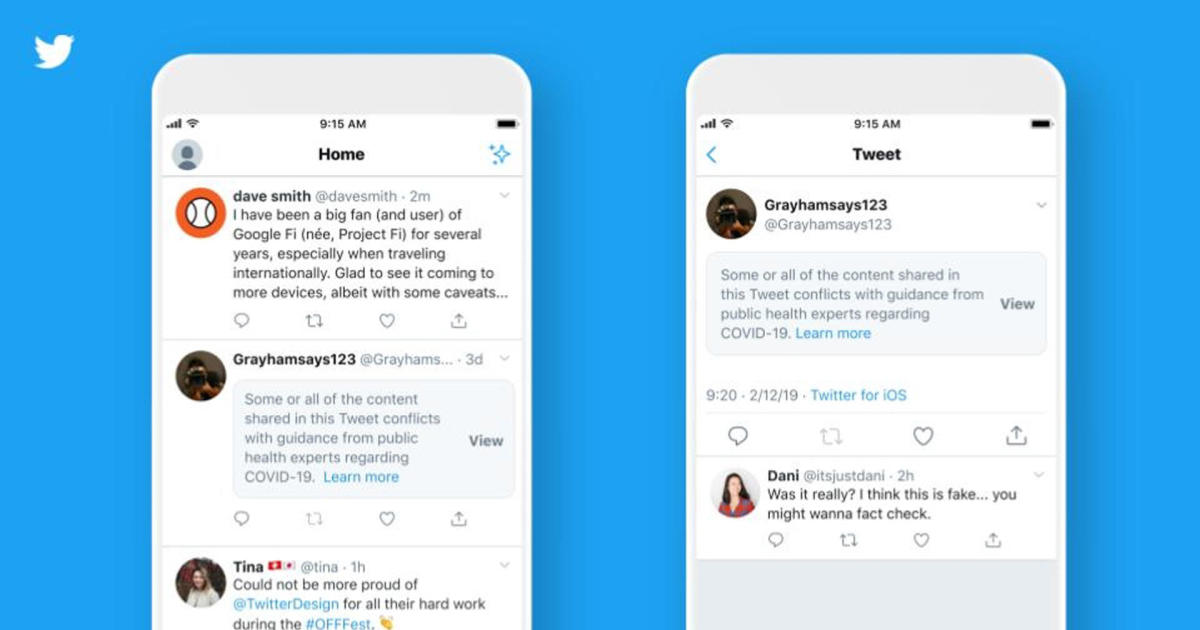 9:15 AM
Home
dave smith @davesmith · 2m
I have been a big fan (and user) of
Google Fi (née, Project Fi) for several
years, especially when traveling
internationally. Glad to see it coming to
more devices, albeit with some caveats...
Grayhamsays123 @Grayhams... · 3d
Some or all of the content
shared in this Tweet conflicts
with guidance from public
health experts regarding
COVID-19. Learn more
View
Tina 🇨🇭🇯🇵 @tina · 1h
Could not be more proud of
@TwitterDesign for all their hard work
during the #OFFFest. 👏
9:15 AM
Tweet
Grayhamsays123
@Grayhamsays123
Some or all of the content shared in
this Tweet conflicts with guidance from
public health experts regarding
COVID-19. Learn more
View
9:20 · 2/12/19 · Twitter for iOS
Dani @itsjustdani · 2h
Was it really? I think this is fake... you
might wanna fact check.